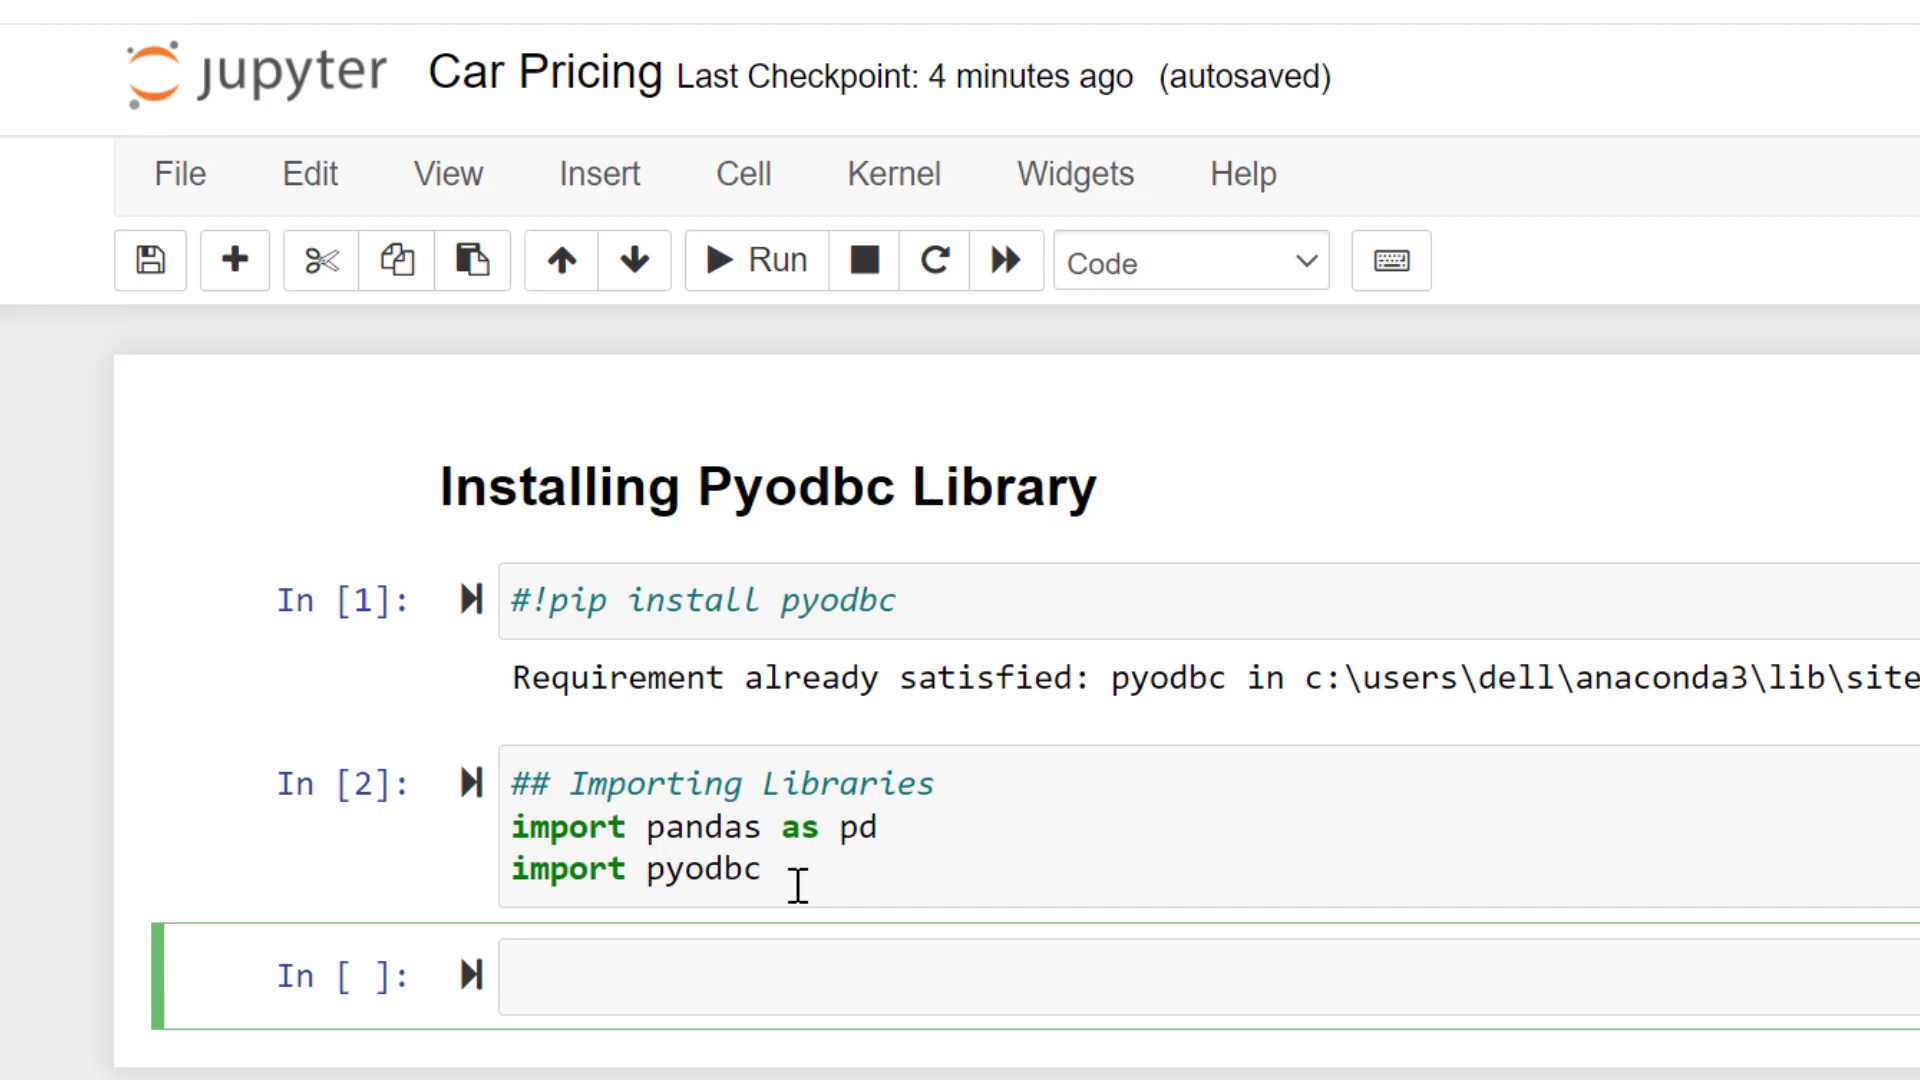 jupyter Car Pricing Last Checkpoint: 4 minutes ago (autosaved)
File Edit View Insert Cell Kernel Widgets Help
Run Code
Installing Pyodbc Library
In [1]: #!pip install pyodbc
Requirement already satisfied: pyodbc in c:\users\dell\anaconda3\lib\site
In [2]: ## Importing Libraries
import pandas as pd
import pyodbc
In [ ]: